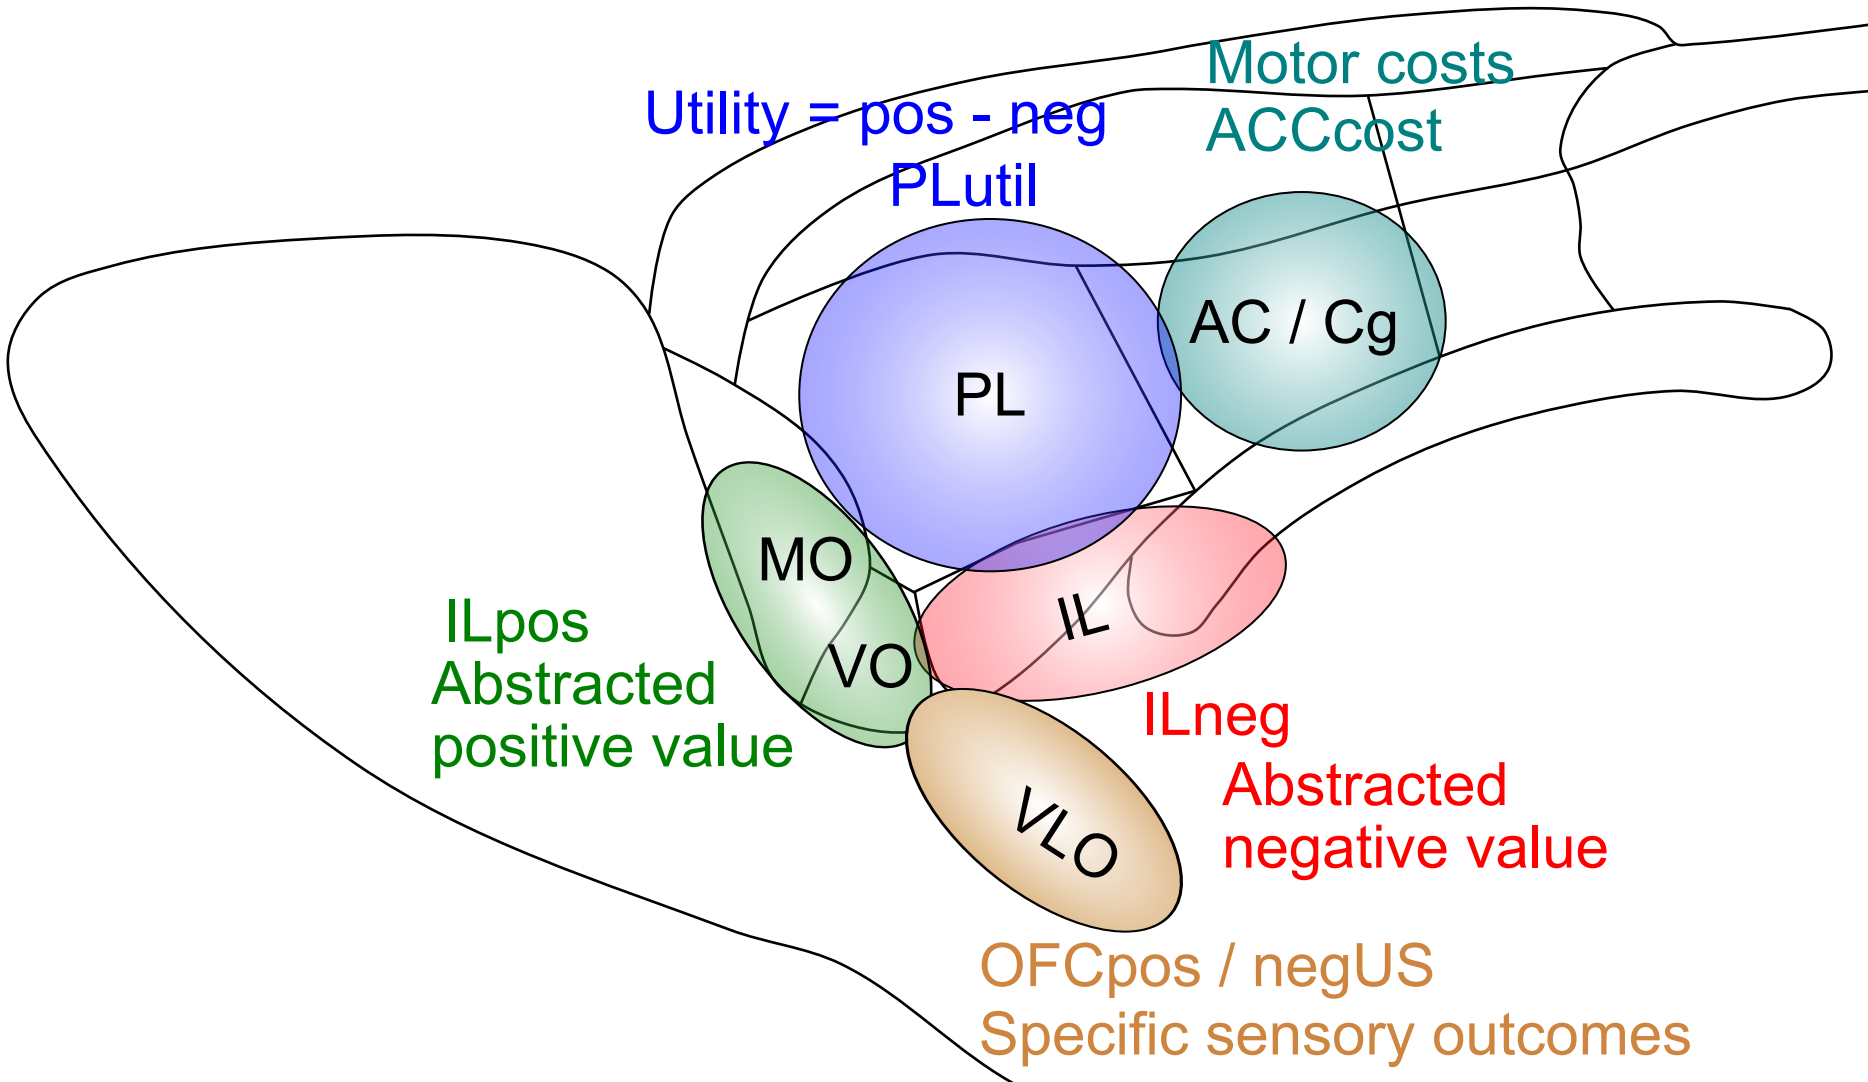 Motor costs
ACCcost
Utility = pos - neg
PLutil
AC / Cg
PL
MO
VO
IL
ILpos
Abstracted
positive value
ILneg
Abstracted
negative value
VLO
OFCpos / negUS
Specific sensory outcomes